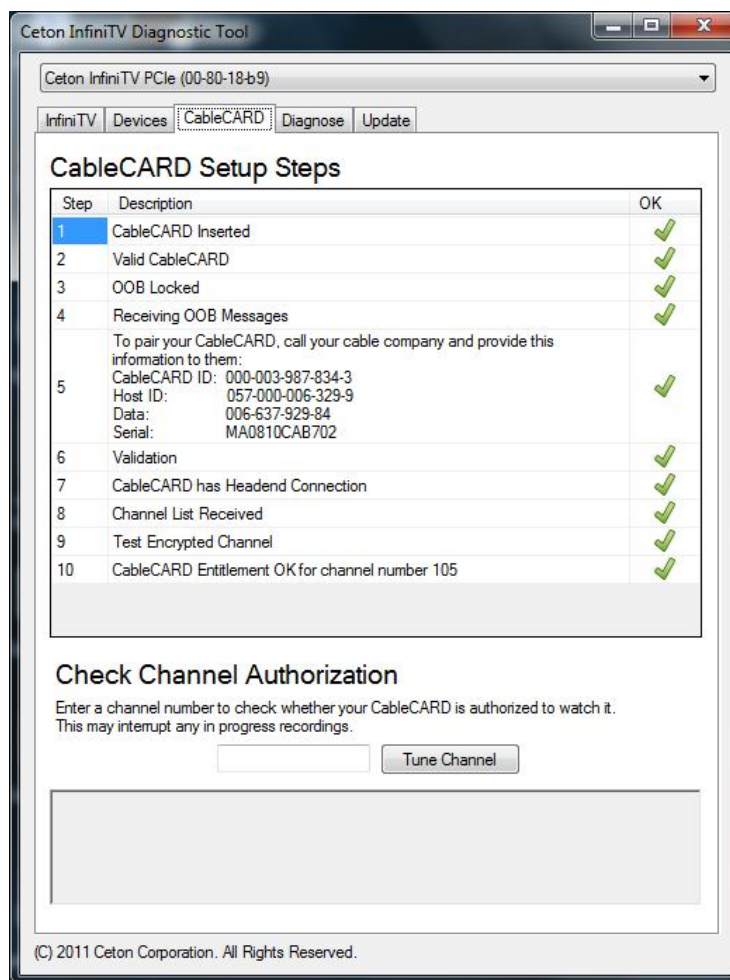 Ceton InfiniTV Diagnostic Tool
Ceton InfiniTV PCIe (00-80-18-b9)
InfiniTV Devices CableCARD Diagnose Update
CableCARD Setup Steps
Step Description OK
1 CableCARD Inserted
2 Valid CableCARD
3 OOB Locked
4 Receiving OOB Messages
To pair your CableCARD, call your cable company and provide this
information to them:
CableCARD ID: 000-003-987-834-3
5 Host ID: 057-000-006-329-9
Data: 006-637-929-84
Serial: MA0810CAB702
6 Validation
7 CableCARD has Headend Connection
8 Channel List Received
9 Test Encrypted Channel
10 CableCARD Entitlement OK for channel number 105
Check Channel Authorization
Enter a channel number to check whether your CableCARD is authorized to watch it.
This may interrupt any in progress recordings.
Tune Channel
(C) 2011 Ceton Corporation. All Rights Reserved.